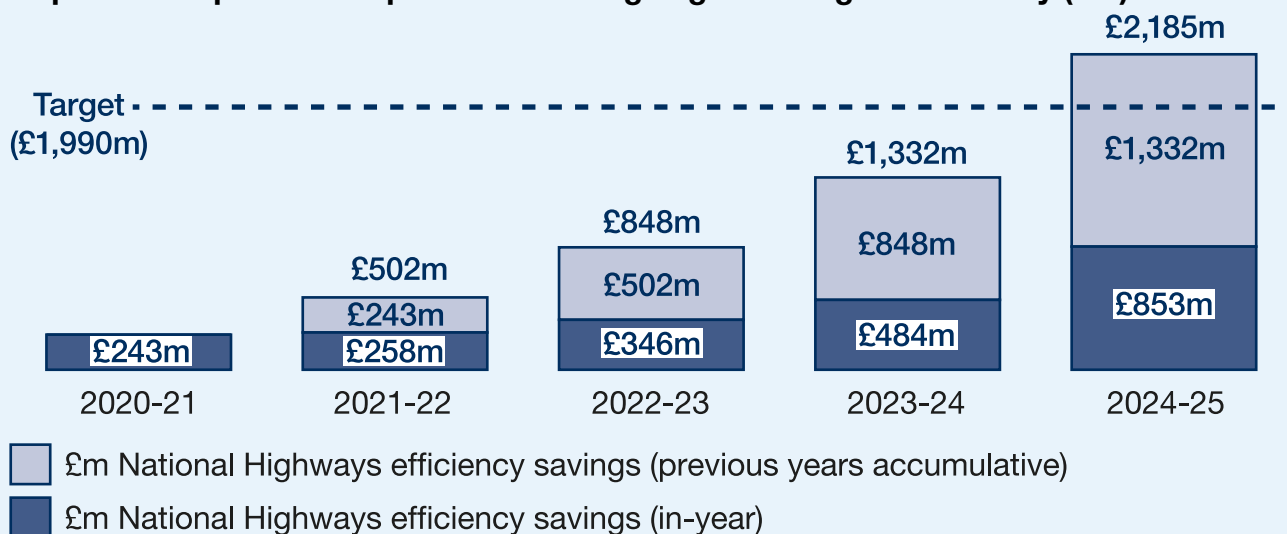 £2,185m
Target
(£1,990m)
£1,332m
£1,332m
£848m
£848m
£502m
£502m
£243m
£243m
£258m
£346m
£484m
£853m
2020-21 2021-22 2022-23 2023-24 2024-25
£m National Highways efficiency savings (previous years accumulative)
£m National Highways efficiency savings (in-year)